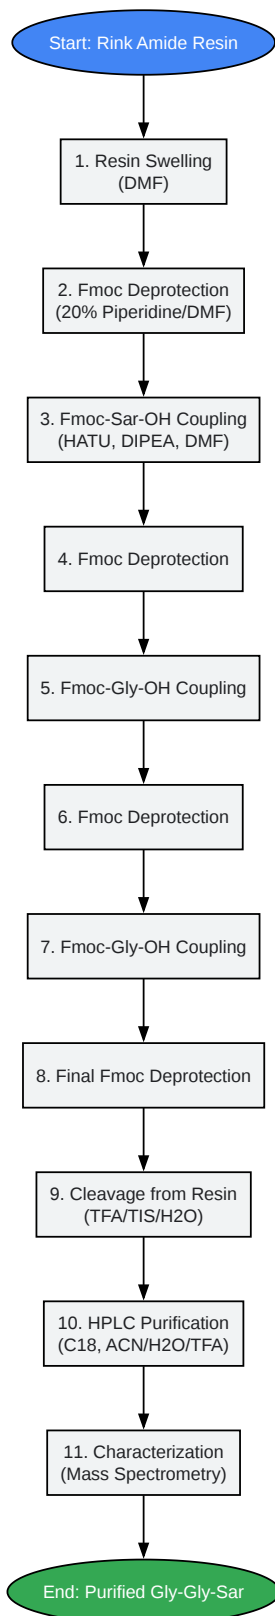 Start: Rink Amide Resin
1. Resin Swelling
(DMF)
2. Fmoc Deprotection
(20% Piperidine/DMF)
3. Fmoc-Sar-OH Coupling
(HATU, DIPEA, DMF)
4. Fmoc Deprotection
5. Fmoc-Gly-OH Coupling
6. Fmoc Deprotection
7. Fmoc-Gly-OH Coupling
8. Final Fmoc Deprotection
9. Cleavage from Resin
(TFA/TIS/H2O)
10. HPLC Purification
(C18, ACN/H2O/TFA)
11. Characterization
(Mass Spectrometry)
End: Purified Gly-Gly-Sar